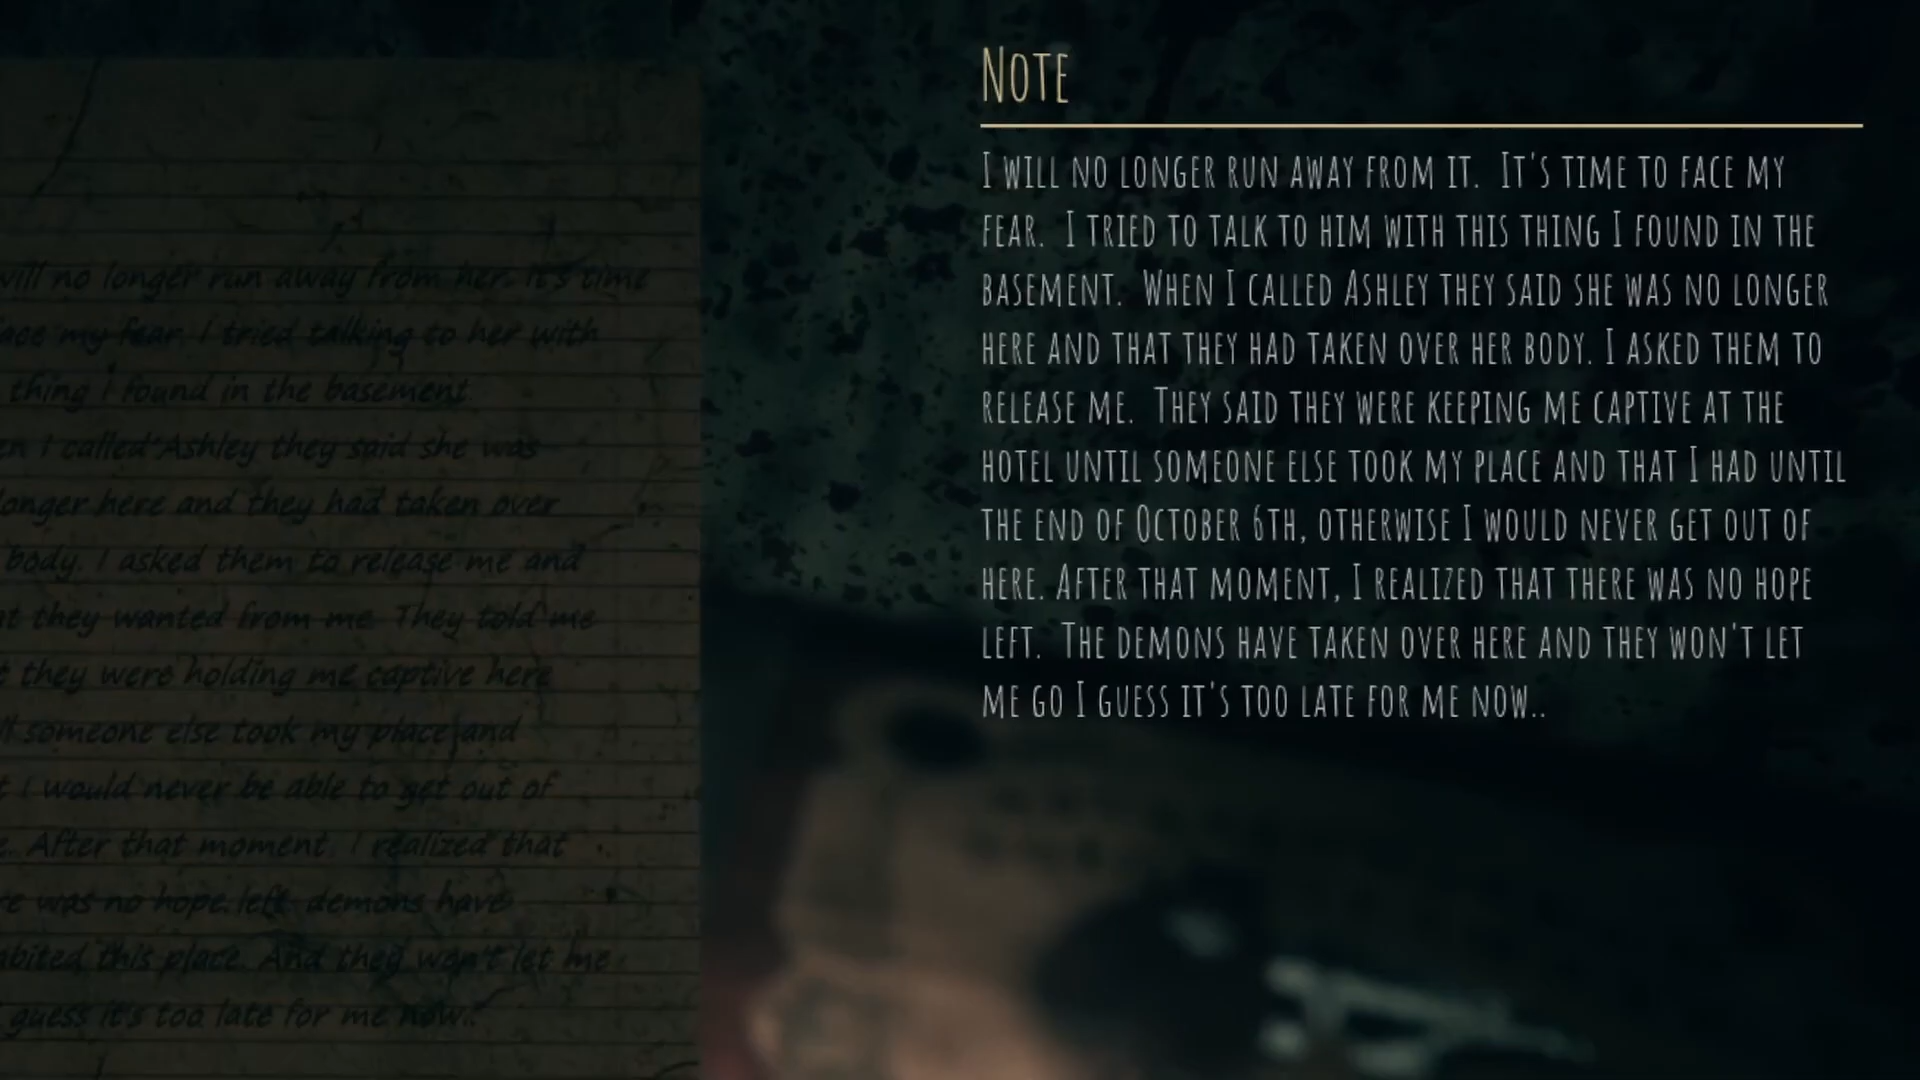 Note
I will no longer run away from it. It's time to face my
fear. I tried to talk to him with this thing I found in the
basement. When I called Ashley they said she was no longer
here and that they had taken over her body. I asked them to
release me. They said they were keeping me captive at the
hotel until someone else took my place and that I had until
the end of October 6th, otherwise I would never get out of
here. After that moment, I realized that there was no hope
left. The demons have taken over here and they won't let
me go I guess it's too late for me now..
will no longer run away from her. it's time
my fear. I tried talking to her with
thing I found in the basement.
I called Ashley they said she was
longer here and they had taken over
body. I asked them to release me and
they wanted from me. They told me
they were holding me captive here
someone else took my place and
I would never be able to get out of
After that moment, I realized that
was no hope left. demons have
this place. And they won't let me
guess it's too late for me now..